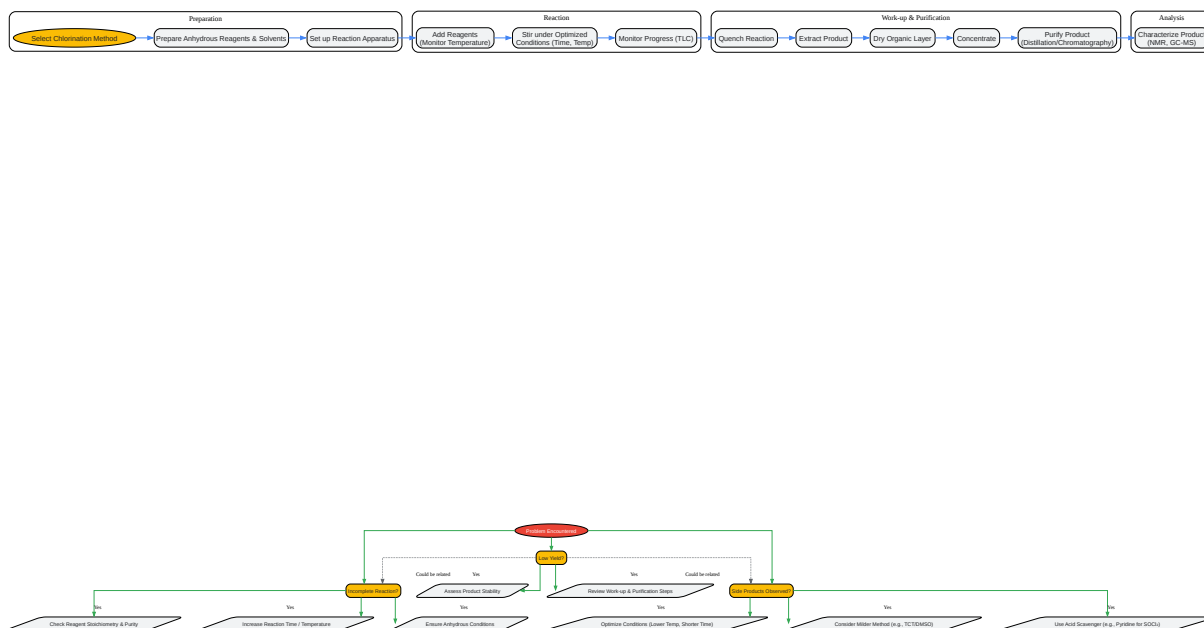 Preparation
Reaction
Work-up & Purification
Analysis
Select Chlorination Method
Prepare Anhydrous Reagents & Solvents
Set up Reaction Apparatus
Add Reagents
(Monitor Temperature)
Stir under Optimized
Conditions (Time, Temp)
Monitor Progress (TLC)
Quench Reaction
Extract Product
Dry Organic Layer
Concentrate
Purify Product
(Distillation/Chromatography)
Characterize Product
(NMR, GC-MS)
Problem Encountered
Low Yield?
Could be related
Yes
Yes
Could be related
Incomplete Reaction?
Assess Product Stability
Review Work-up & Purification Steps
Side Products Observed?
Yes
Yes
Yes
Yes
Yes
Yes
Check Reagent Stoichiometry & Purity
Increase Reaction Time / Temperature
Ensure Anhydrous Conditions
Optimize Conditions (Lower Temp, Shorter Time)
Consider Milder Method (e.g., TCT/DMSO)
Use Acid Scavenger (e.g., Pyridine for SOCl₂)